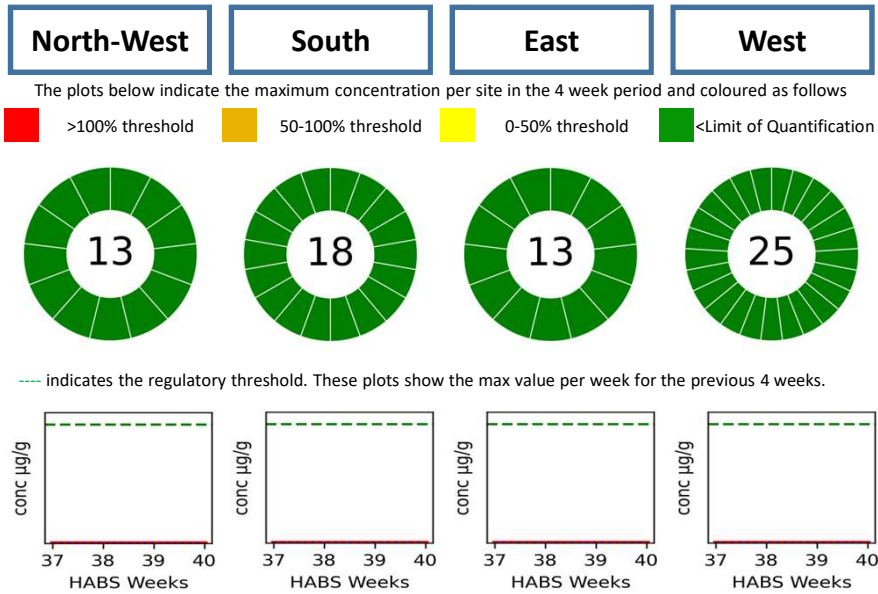 North-West South East West
The plots below indicate the maximum concentration per site in the 4 week period and coloured as follows
>100% threshold 50-100% threshold 0-50% threshold <Limit of Quantification
13 18 13 25
---- indicates the regulatory threshold. These plots show the max value per week for the previous 4 weeks.
conc µg/g conc µg/g conc µg/g conc µg/g
37 38 39 40 37 38 39 40 37 38 39 40 37 38 39 40
HABS Weeks HABS Weeks HABS Weeks HABS Weeks